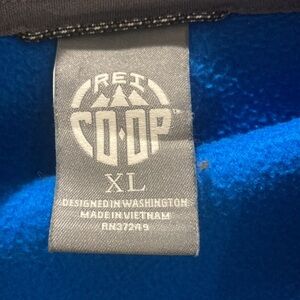 REI
CO·OP
XL
DESIGNED IN WASHINGTON
MADE IN VIETNAM
RN37249